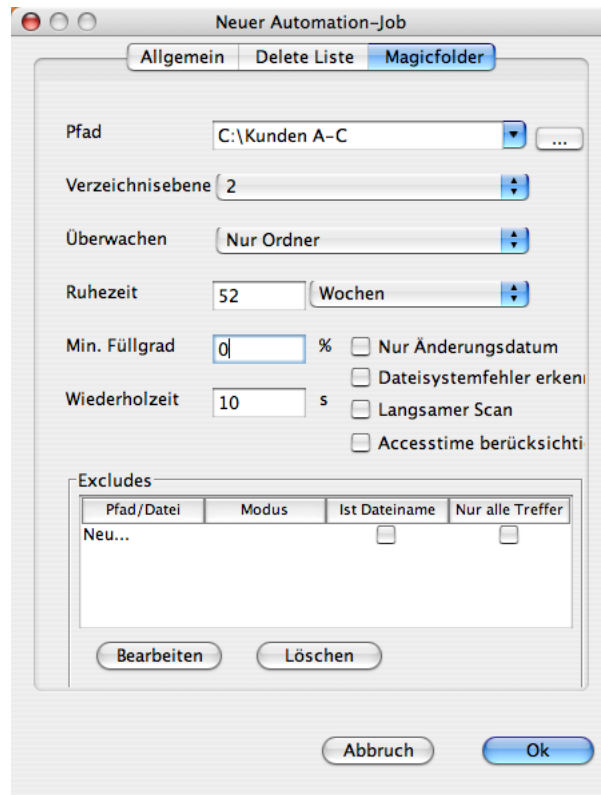 Neuer Automation-Job
Allgemein Delete Liste Magicfolder
Pfad C:\Kunden A-C ...
Verzeichnisebene 2
Überwachen Nur Ordner
Ruhezeit 52 Wochen
Min. Füllgrad 0 % Nur Änderungsdatum
Dateisystemfehler erken
Wiederholzeit 10 s Langsamer Scan
Accesstime berücksichti
Excludes
Pfad/Datei Modus Ist Dateiname Nur alle Treffer
Neu...
Bearbeiten Löschen
Abbruch Ok